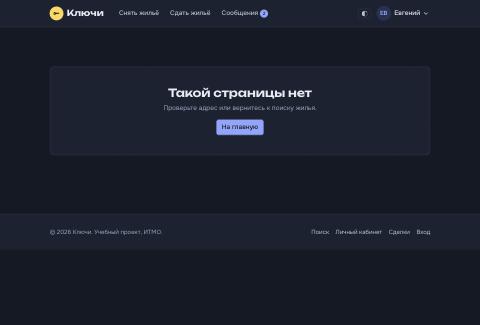 Ключи Снять жильё Сдать жильё Сообщения 2 ЕВ Евгений
Такой страницы нет
Проверьте адрес или вернитесь к поиску жилья.
На главную
© 2026 Ключи. Учебный проект, ИТМО. Поиск Личный кабинет Сделки Вход